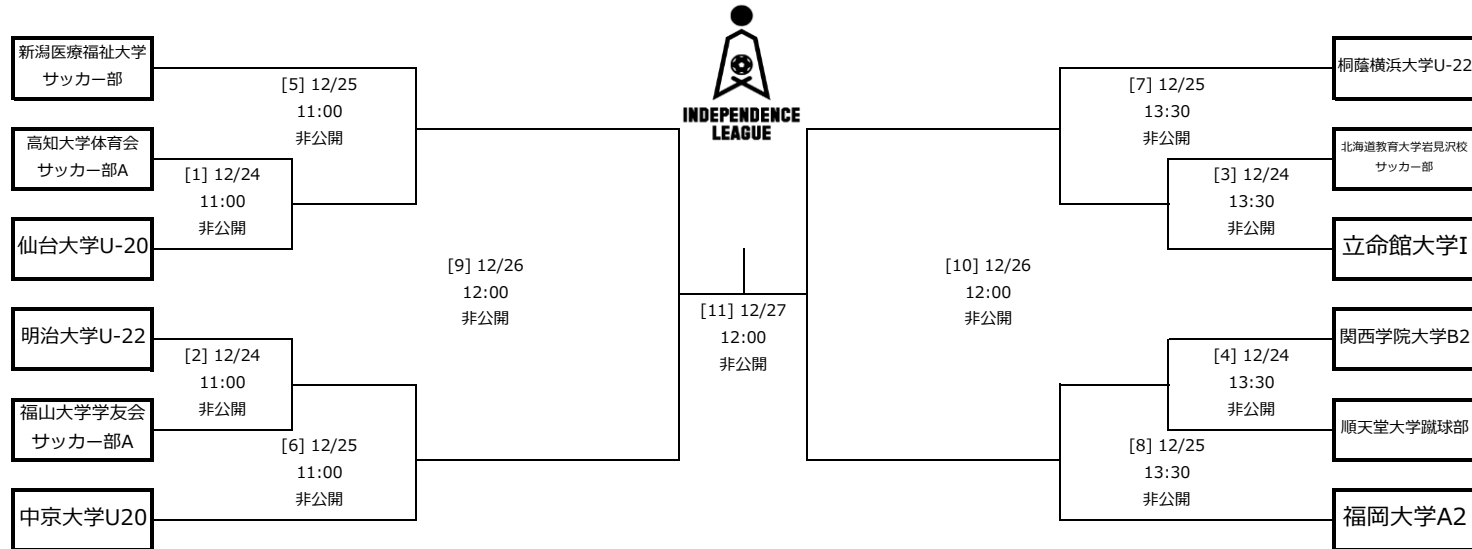 新潟医療福祉大学
サッカー部
高知大学体育会
サッカー部A
仙台大学U-20
明治大学U-22
福山大学学友会
サッカー部A
中京大学U20
[5] 12/25
11:00
非公開
[1] 12/24
11:00
非公開
[2] 12/24
11:00
非公開
[6] 12/25
11:00
非公開
[9] 12/26
12:00
非公開
INDEPENDENCE
LEAGUE
[11] 12/27
12:00
非公開
[10] 12/26
12:00
非公開
[7] 12/25
13:30
非公開
[3] 12/24
13:30
非公開
[4] 12/24
13:30
非公開
[8] 12/25
13:30
非公開
桐蔭横浜大学U-22
北海道教育大学岩見沢校
サッカー部
立命館大学I
関西学院大学B2
順天堂大学蹴球部
福岡大学A2